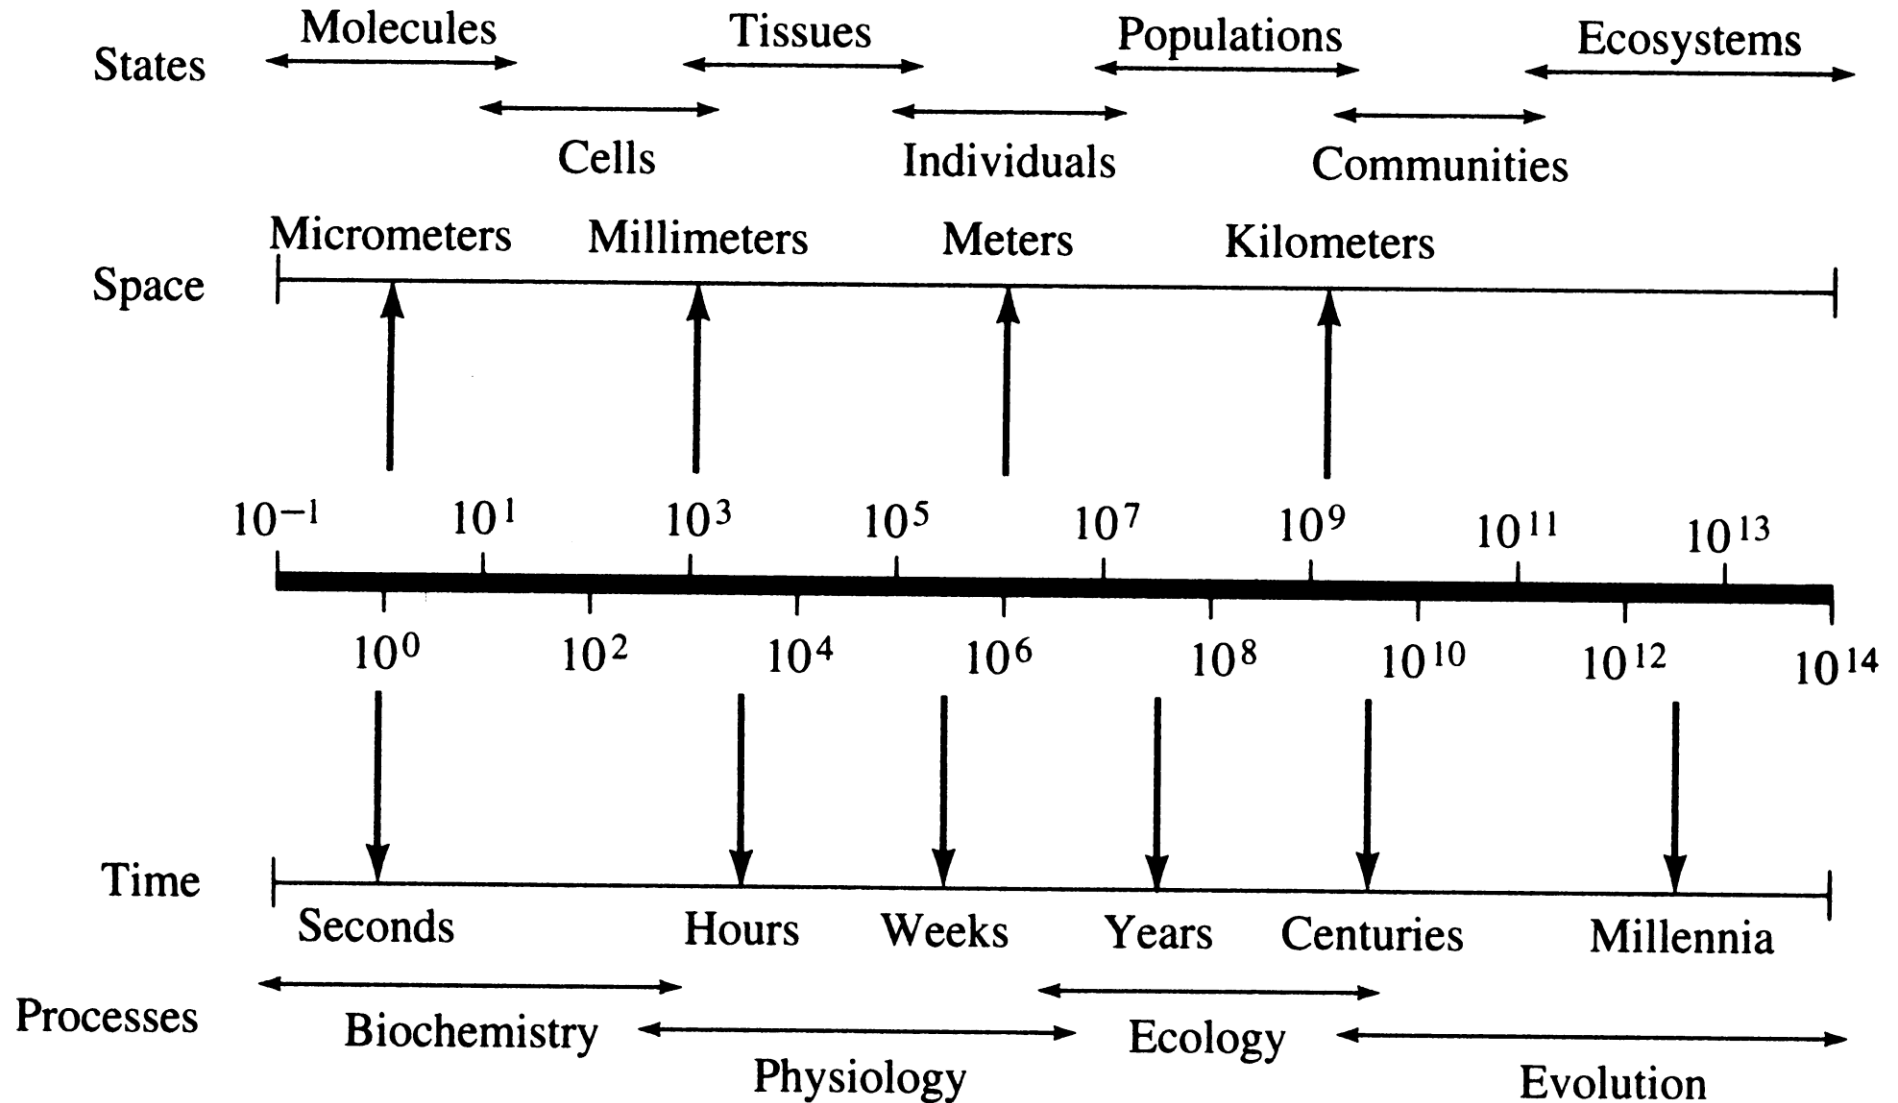 Molecules Tissues Populations Ecosystems
States
Cells Individuals Communities
Micrometers Millimeters Meters Kilometers
Space
10⁻¹ 10¹ 10³ 10⁵ 10⁷ 10⁹ 10¹¹ 10¹³
10⁰ 10² 10⁴ 10⁶ 10⁸ 10¹⁰ 10¹² 10¹⁴
Time
Seconds Hours Weeks Years Centuries Millennia
Processes
Biochemistry Ecology
Physiology Evolution